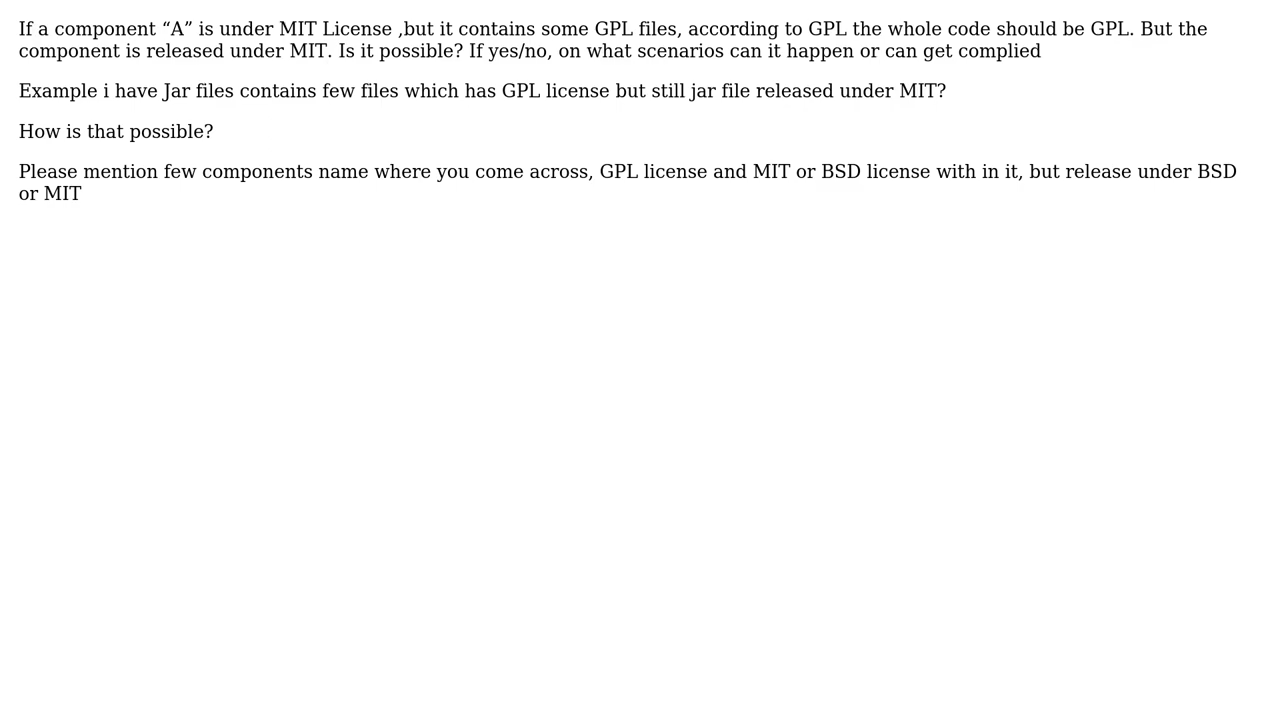 If a component “A” is under MIT License ,but it contains some GPL files, according to GPL the whole code should be GPL. But the
component is released under MIT. Is it possible? If yes/no, on what scenarios can it happen or can get complied
Example i have Jar files contains few files which has GPL license but still jar file released under MIT?
How is that possible?
Please mention few components name where you come across, GPL license and MIT or BSD license with in it, but release under BSD
or MIT